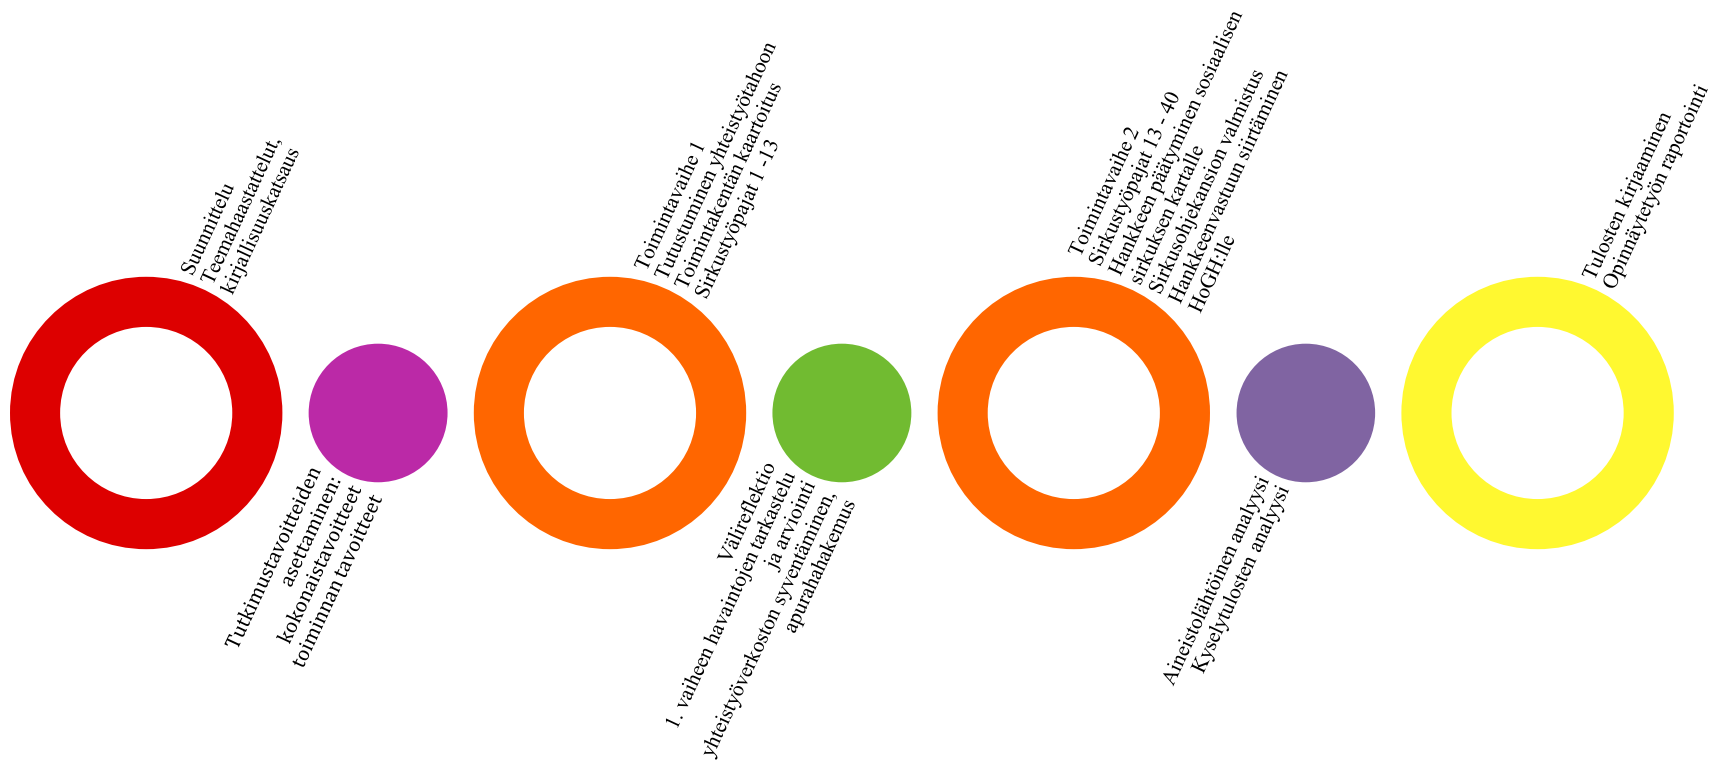 Suunnittelu
Teemahaastattelut,
kirjallisuuskatsaus
Tutkimustavoitteiden
asettaminen:
kokonaistavoitteet
toiminnan tavoitteet
Toimintavaihe 1
Tutustuminen yhteistyötahoon
Toimintakentän kaartoitus
Sirkustyöpajat 1 -13
Välireflektio
1. vaiheen havaintojen tarkastelu
ja arviointi
yhteistyöverkoston syventäminen,
apurahahakemus
Toimintavaihe 2
Sirkustyöpajat 13 - 40
Hankkeen päätyminen sosiaalisen
sirkuksen kartalle
Sirkusohjekansion valmistus
Hankkeenvastuun siirtäminen
HoGH:lle
Aineistolähtöinen analyysi
Kyselytulosten analyysi
Tulosten kirjaaminen
Opinnäytetyön raportointi